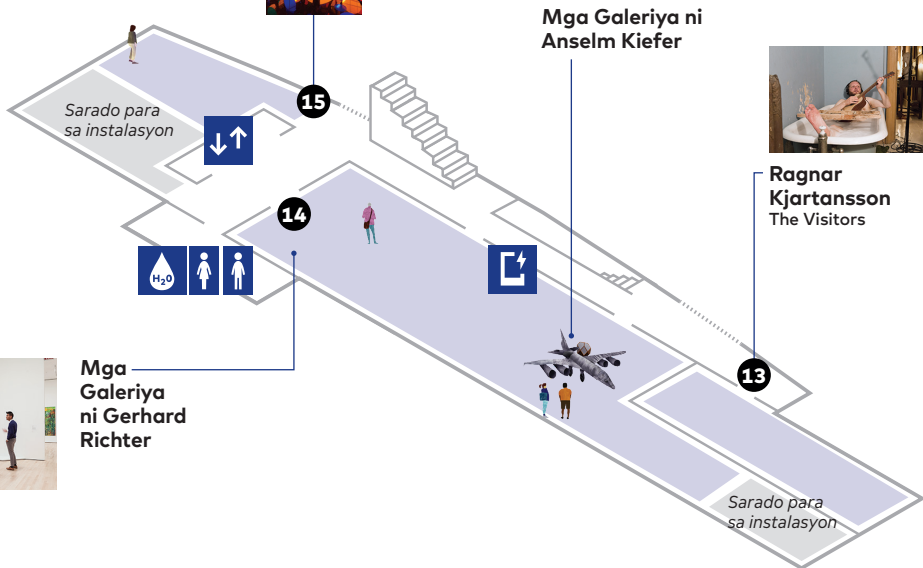 Mga Galeriya ni
Anselm Kiefer
15
Sarado para
sa instalasyon
Ragnar
Kjartansson
The Visitors
14
H2O
13
Mga
Galeriya
ni Gerhard
Richter
Sarado para
sa instalasyon